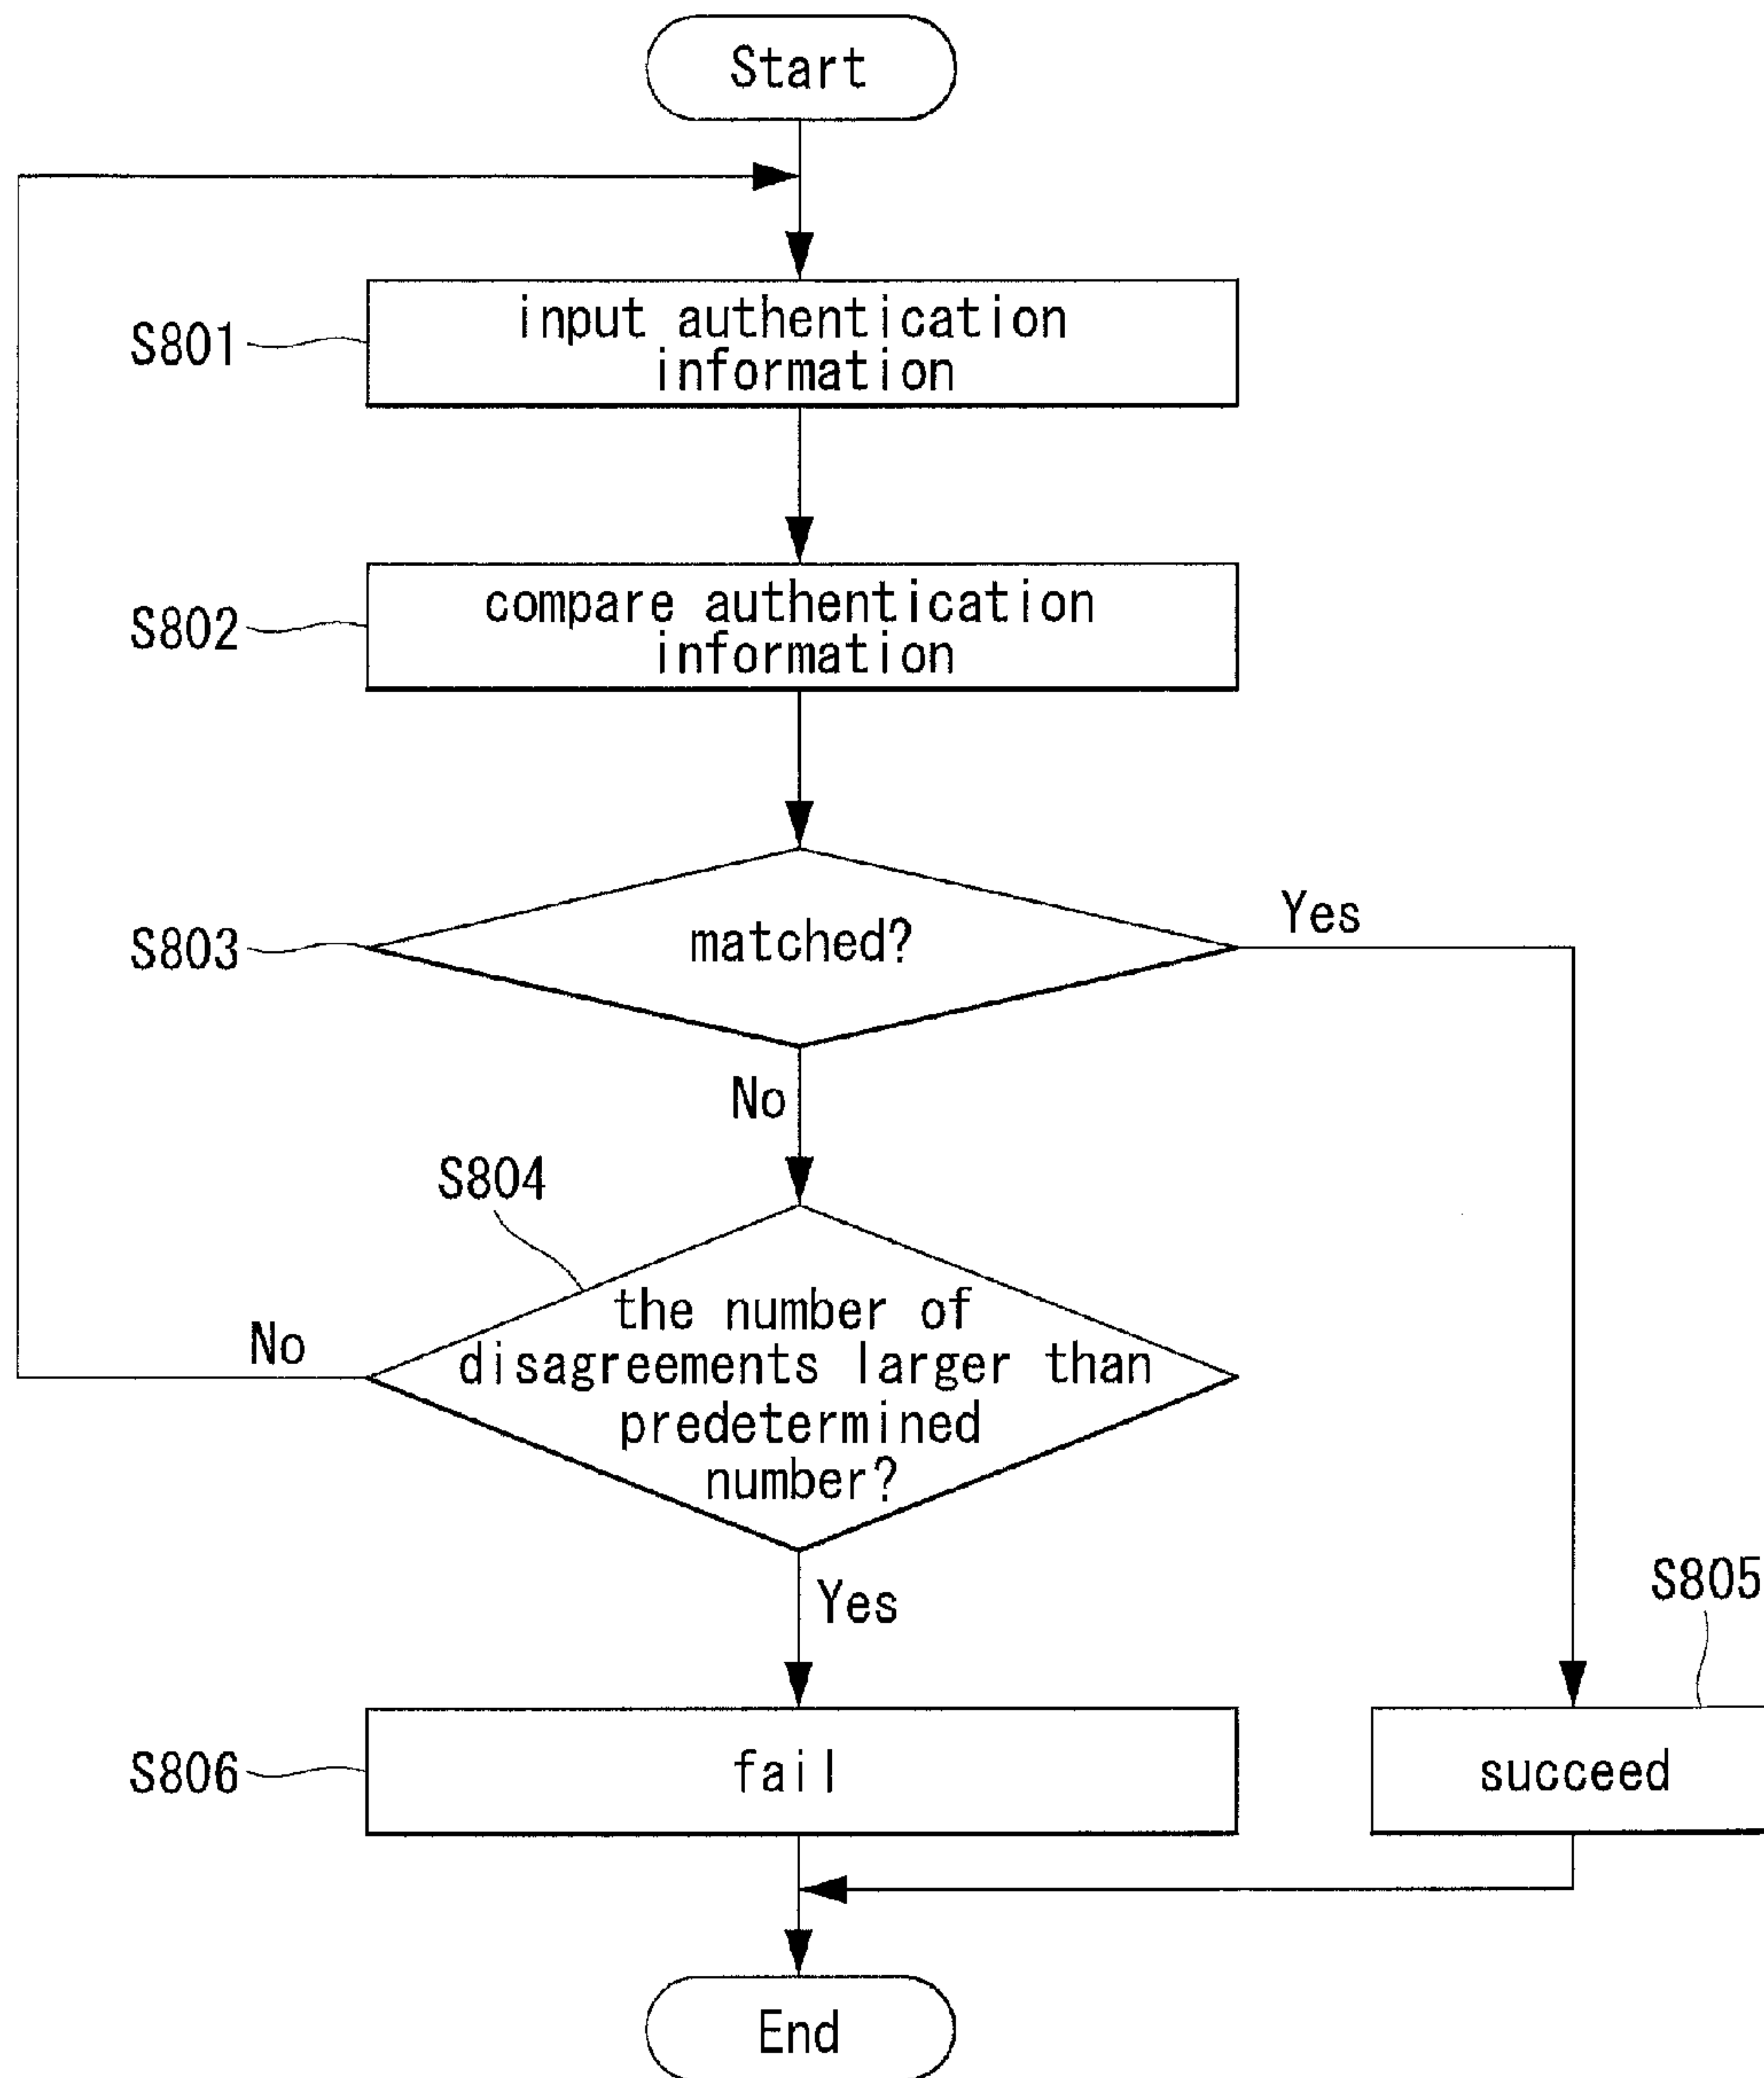 Start
S801
input authentication
information
S802
compare authentication
information
S803
matched?
Yes
No
S804
the number of
disagreements larger than
predetermined
number?
No
Yes
S805
S806
fail
succeed
End